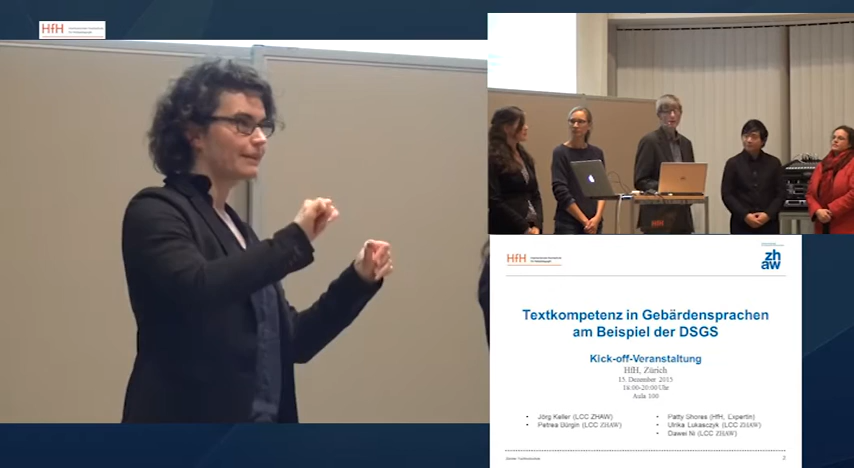 HfH
HfH
HfH
zh
aw
Textkompetenz in Gebärdensprachen
am Beispiel der DSGS
Kick-off-Veranstaltung
HfH, Zürich
15. Dezember 2015
16:00-20:00 Uhr
Aula 100
• Jörg Keller (LCC ZHAW)
• Petrea Bürgin (LCC ZHAW)
• Patty Shores (HfH, Expertin)
• Ulrika Lukasczyk (LCC ZHAW)
• Dawei Ni (LCC ZHAW)
2